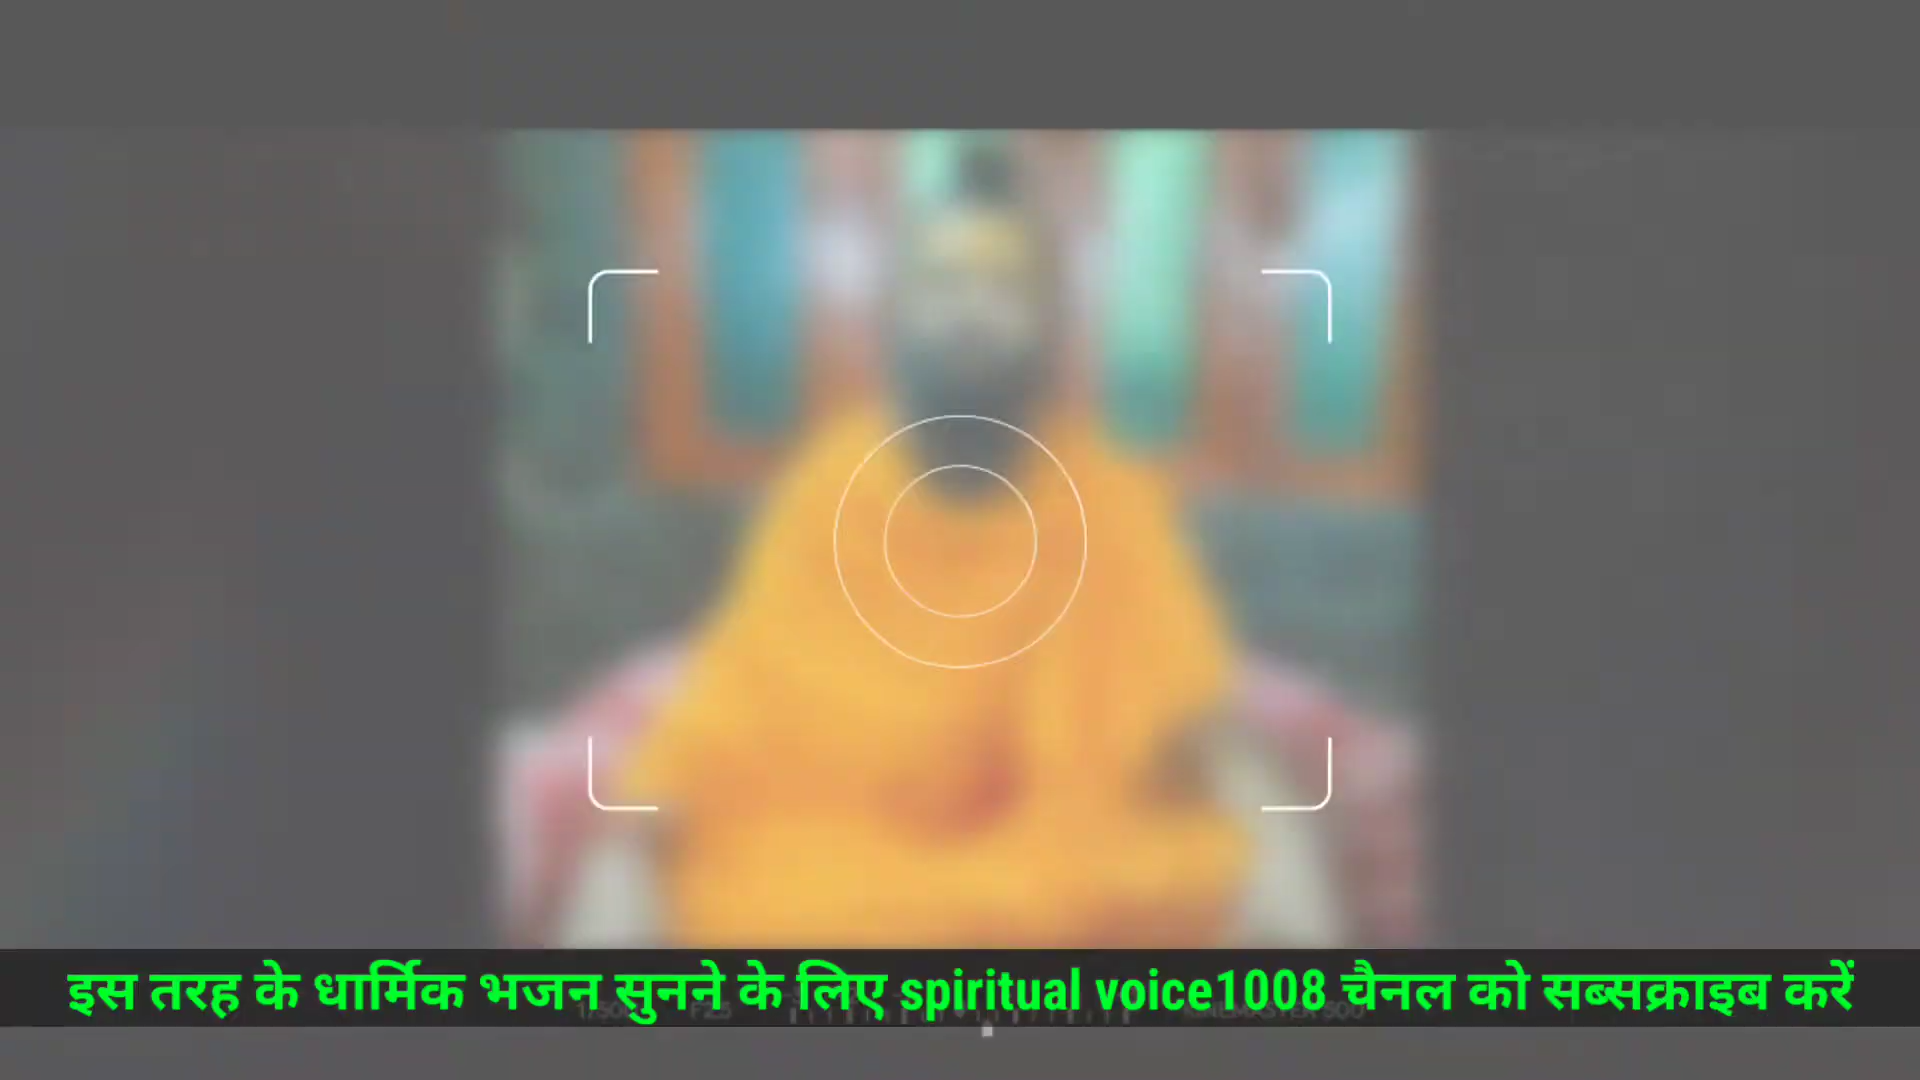 इस तरह के धार्मिक भजन सुनने के लिए spiritual voice1008 चैनल को सब्सक्राइब करें